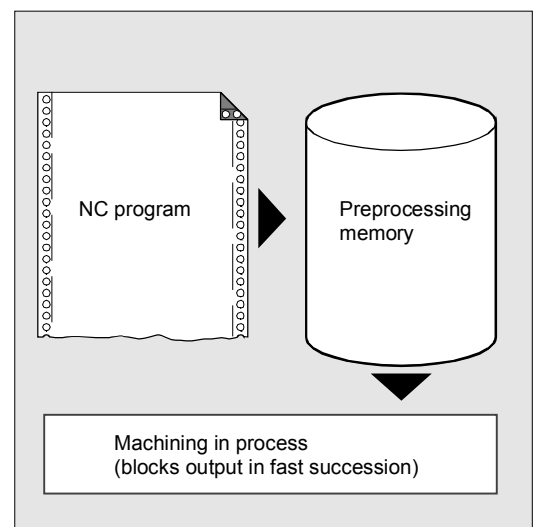 NC program
Preprocessing
memory
Machining in process
(blocks output in fast succession)